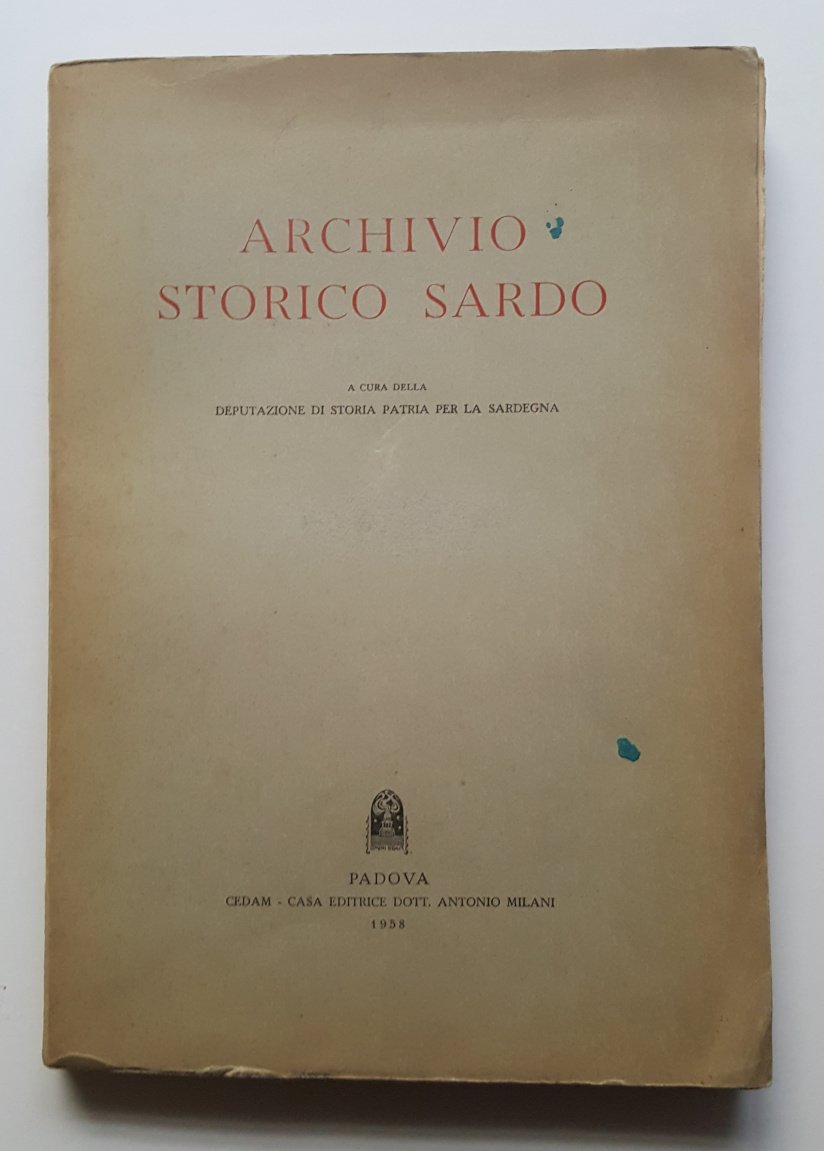 ARCHIVIO
STORICO SARDO
A CURA DELLA
DEPUTAZIONE DI STORIA PATRIA PER LA SARDEGNA
PADOVA
CEDAM - CASA EDITRICE DOTT. ANTONIO MILANI
1958